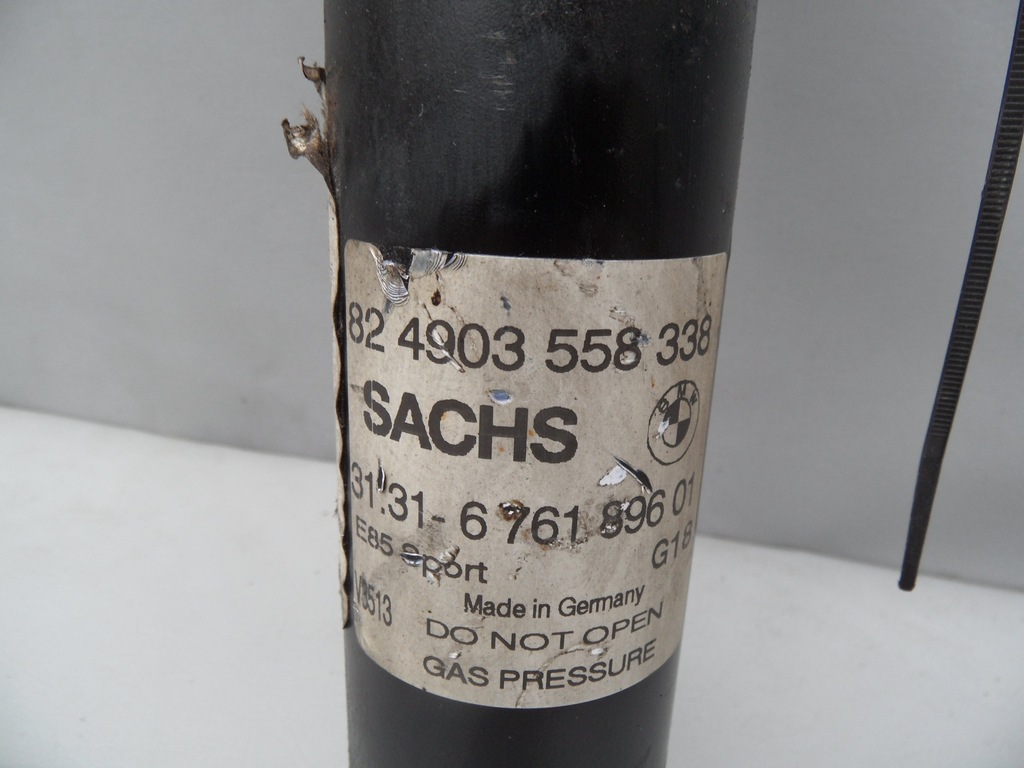 82 4903 558 338
SACHS
BMW
31.31- 6 761 896 01
E85 Sport G18
Made in Germany
DO NOT OPEN
GAS PRESSURE